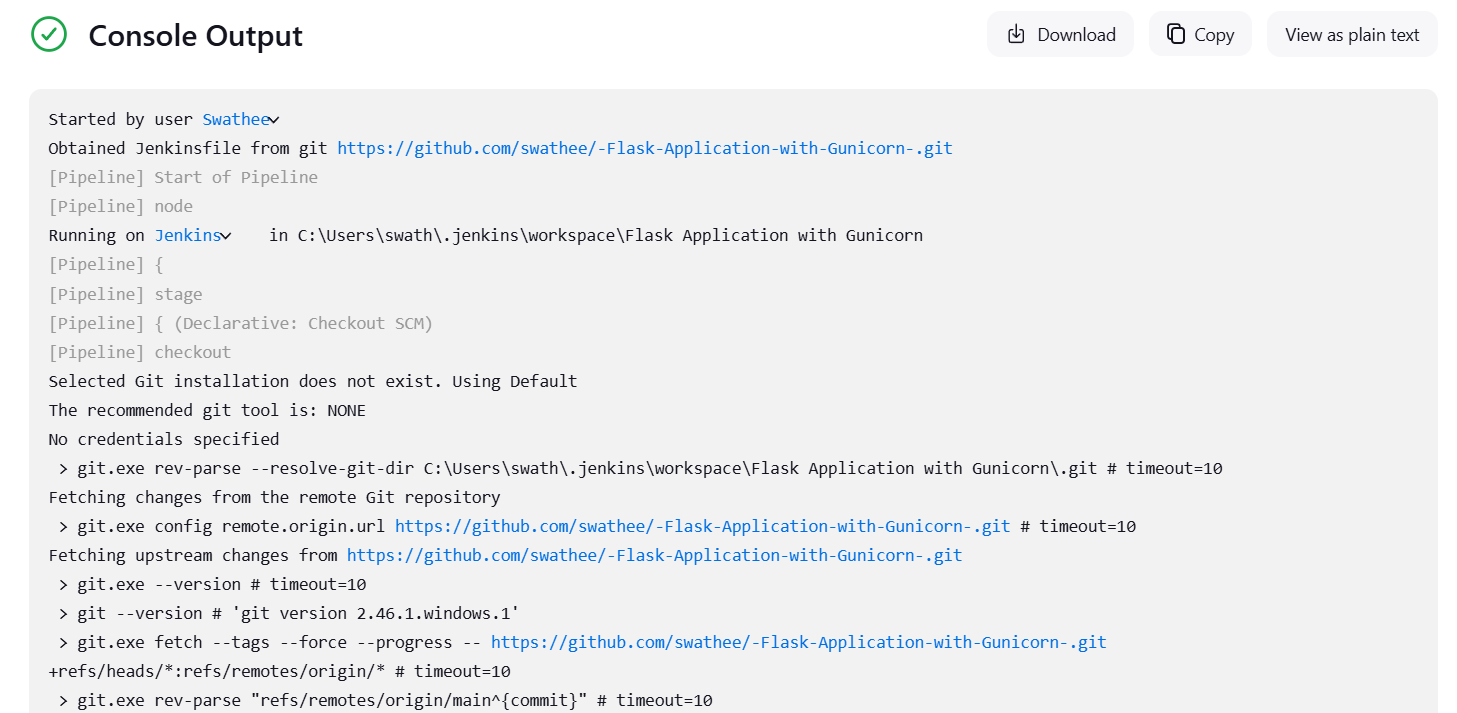 Console Output
Download
Copy
View as plain text
Started by user Swathee
Obtained Jenkinsfile from git https://github.com/swathee/-Flask-Application-with-Gunicorn-.git
[Pipeline] Start of Pipeline
[Pipeline] node
Running on Jenkins in C:\Users\swath\.jenkins\workspace\Flask Application with Gunicorn
[Pipeline] {
[Pipeline] stage
[Pipeline] { (Declarative: Checkout SCM)
[Pipeline] checkout
Selected Git installation does not exist. Using Default
The recommended git tool is: NONE
No credentials specified
 > git.exe rev-parse --resolve-git-dir C:\Users\swath\.jenkins\workspace\Flask Application with Gunicorn\.git # timeout=10
Fetching changes from the remote Git repository
 > git.exe config remote.origin.url https://github.com/swathee/-Flask-Application-with-Gunicorn-.git # timeout=10
Fetching upstream changes from https://github.com/swathee/-Flask-Application-with-Gunicorn-.git
 > git.exe --version # timeout=10
 > git --version # 'git version 2.46.1.windows.1'
 > git.exe fetch --tags --force --progress -- https://github.com/swathee/-Flask-Application-with-Gunicorn-.git
+refs/heads/*:refs/remotes/origin/* # timeout=10
 > git.exe rev-parse "refs/remotes/origin/main^{commit}" # timeout=10